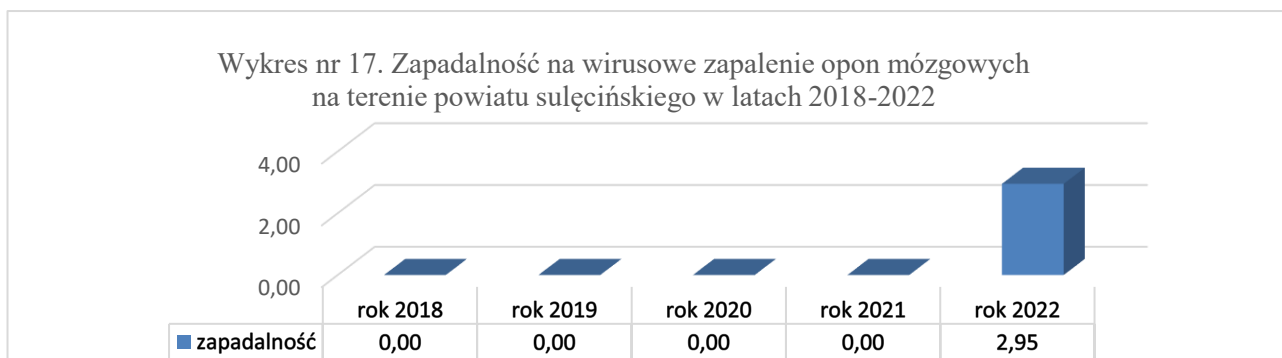 Wykres nr 17. Zapadalność na wirusowe zapalenie opon mózgowych
na terenie powiatu sulęcińskiego w latach 2018-2022
4,00
2,00
0,00
rok 2018 rok 2019 rok 2020 rok 2021 rok 2022
zapadalność 0,00 0,00 0,00 0,00 2,95